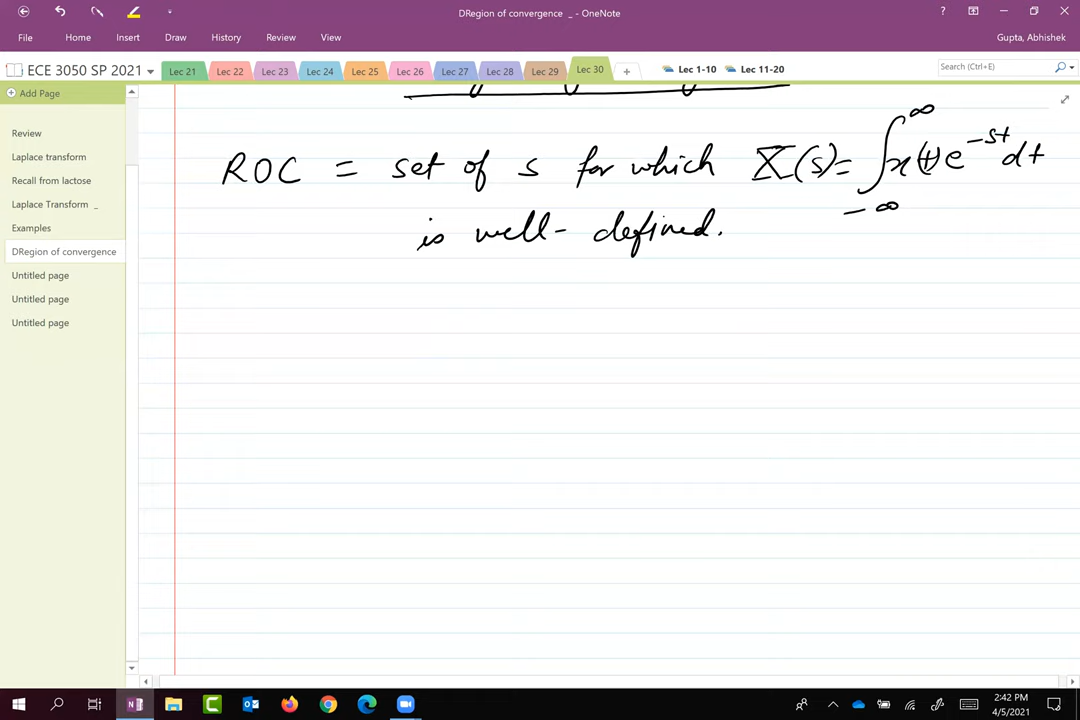 DRegion of convergence _ - OneNote
File Home Insert Draw History Review View
Gupta, Abhishek
ECE 3050 SP 2021
Lec 21 Lec 22 Lec 23 Lec 24 Lec 25 Lec 26 Lec 27 Lec 28 Lec 29 Lec 30 Lec 1-10 Lec 11-20
Search (Ctrl+E)
Add Page
Review
Laplace transform
Recall from lactose
Laplace Transform _
Examples
DRegion of convergence
Untitled page
Untitled page
Untitled page
ROC = set of s for which X(s) = ∫_{-∞}^{∞} x(t) e^{-st} dt
is well-defined.
2:42 PM
4/5/2021